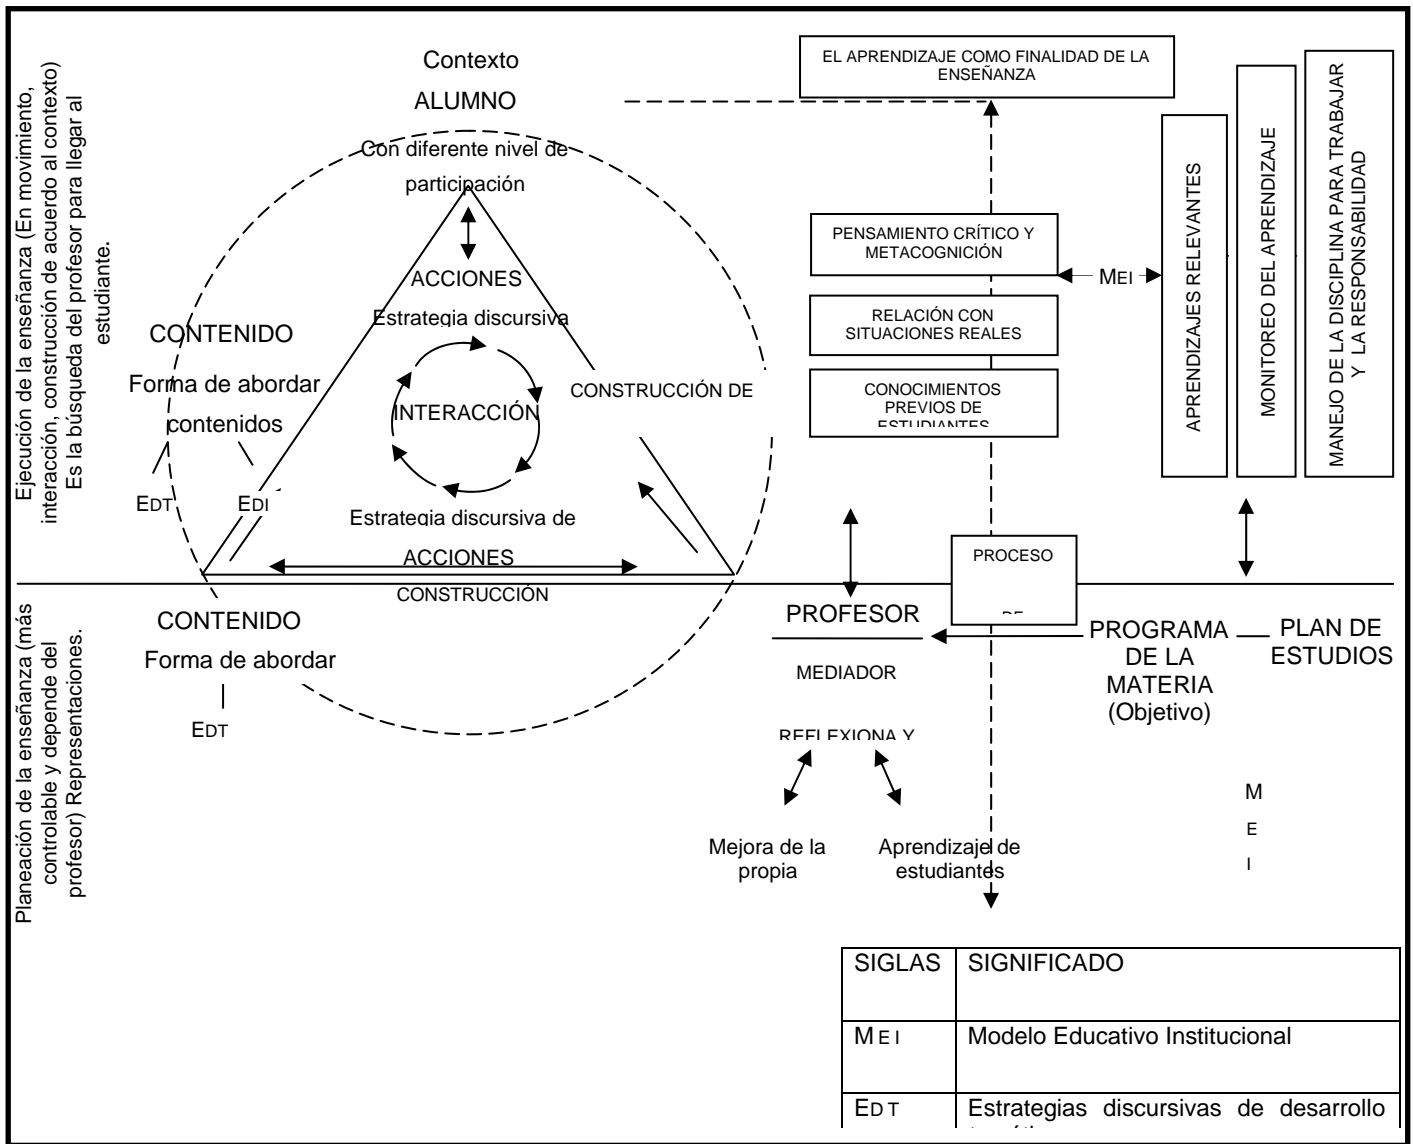 Ejecución de la enseñanza (En movimiento,
interacción, construcción de acuerdo al contexto)
Es la búsqueda del profesor para llegar al
estudiante.
Contexto
ALUMNO
Con diferente nivel de
participación
ACCIONES
Estrategia discursiva
INTERACCIÓN
Estrategia discursiva de
ACCIONES
CONSTRUCCIÓN
CONSTRUCCIÓN DE
CONTENIDO
Forma de abordar
contenidos
EDT
EDI
EL APRENDIZAJE COMO FINALIDAD DE LA
ENSEÑANZA
PENSAMIENTO CRÍTICO Y
METACOGNICIÓN
RELACIÓN CON
SITUACIONES REALES
CONOCIMIENTOS
PREVIOS DE
ESTUDIANTES
MEI
APRENDIZAJES RELEVANTES
MONITOREO DEL APRENDIZAJE
MANEJO DE LA DISCIPLINA PARA TRABAJAR
Y LA RESPONSABILIDAD
PROCESO
DE
Planeación de la enseñanza (más
controlable y depende del
profesor) Representaciones.
CONTENIDO
Forma de abordar
EDT
PROFESOR
MEDIADOR
REFLEXIONA Y
Mejora de la
propia
Aprendizaje de
estudiantes
PROGRAMA
DE LA
MATERIA
(Objetivo)
PLAN DE
ESTUDIOS
M
E
I
SIGLAS SIGNIFICADO
MEI Modelo Educativo Institucional
EDT Estrategias discursivas de desarrollo